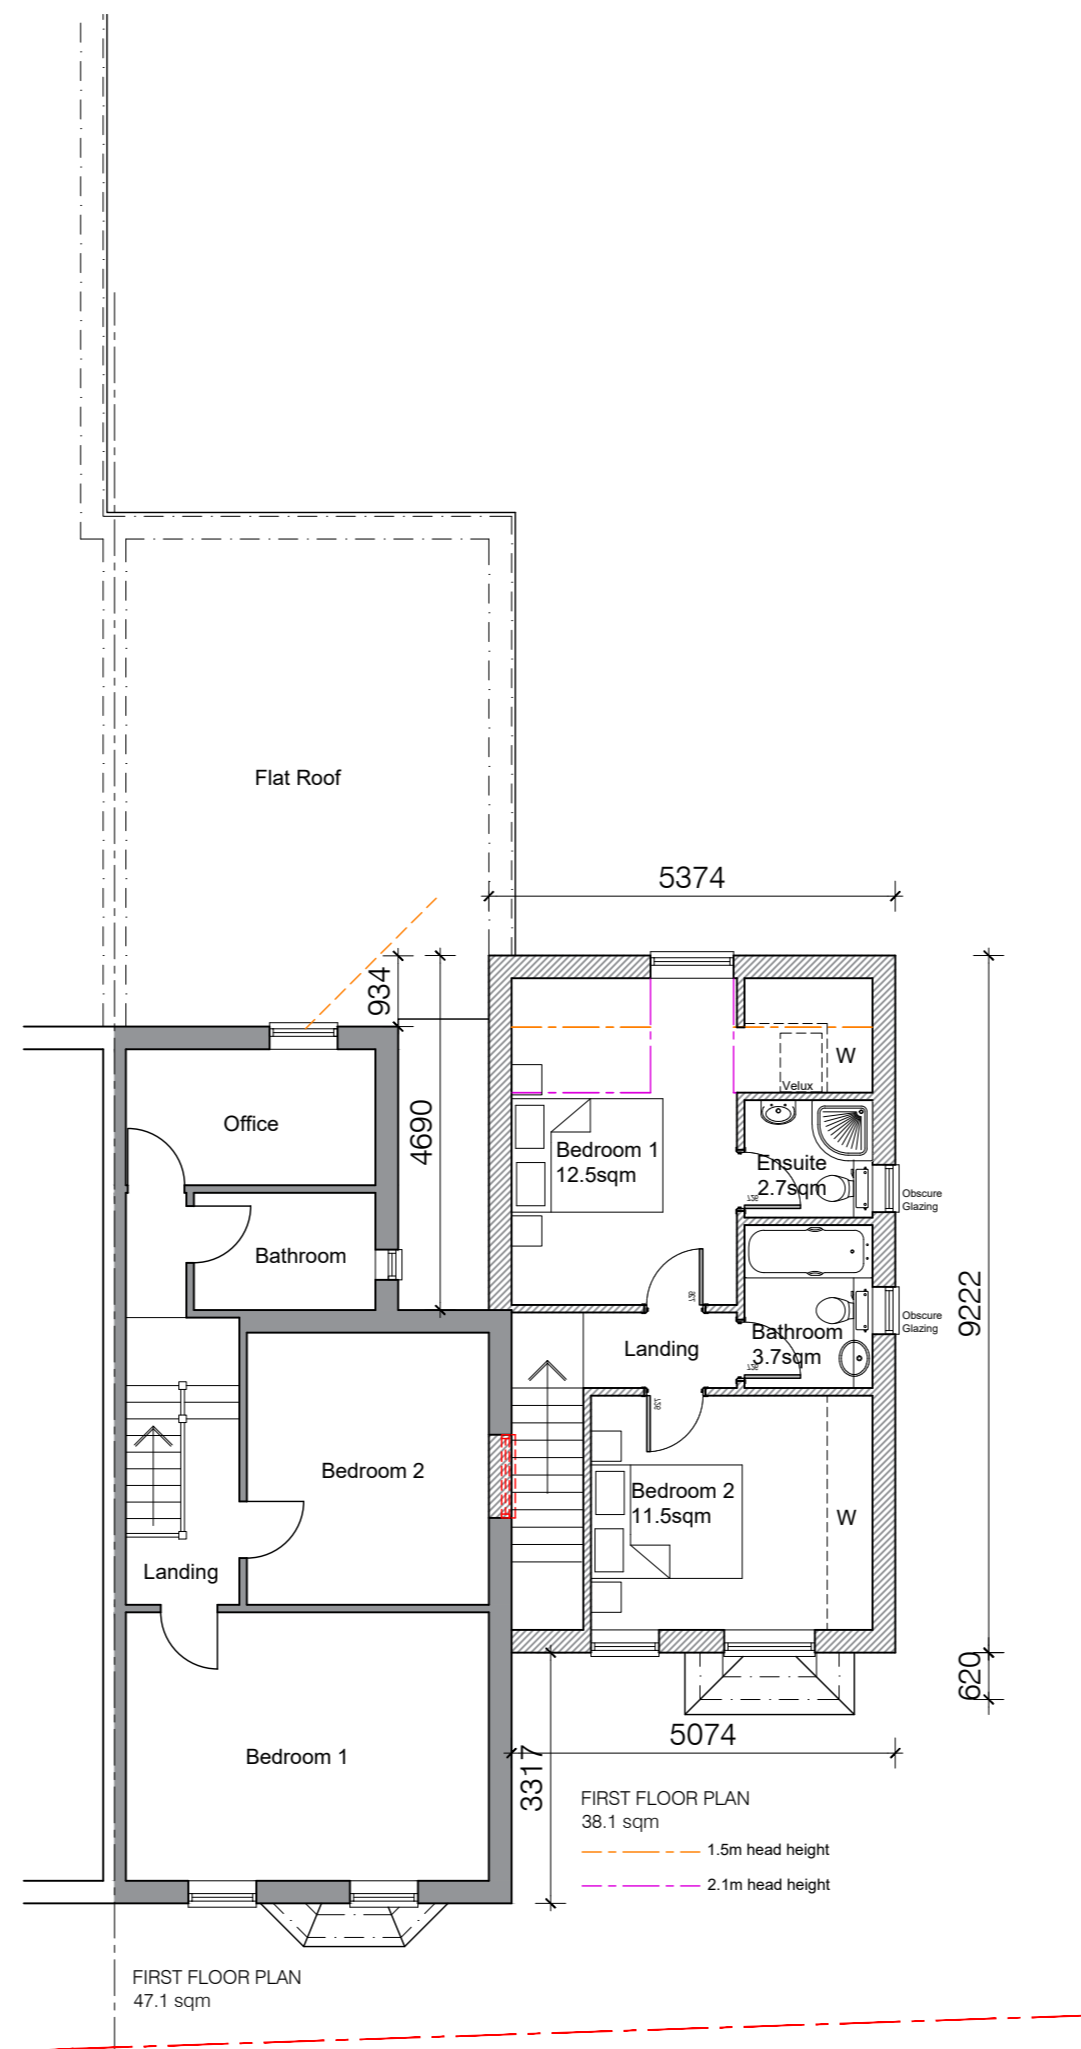 Flat Roof
5374
934
4690
Office
Bathroom
Bedroom 2
Landing
Bedroom 1
W
Velux
Bedroom 1
12.5sqm
Ensuite
2.7sqm
Obscure
Glazing
Bathroom
3.7sqm
Obscure
Glazing
Landing
9222
Bedroom 2
11.5sqm
W
620
5074
3317
FIRST FLOOR PLAN
38.1 sqm
1.5m head height
2.1m head height
FIRST FLOOR PLAN
47.1 sqm